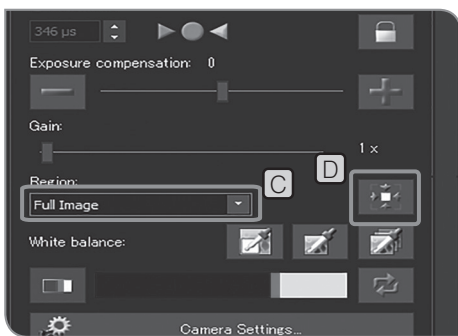 346 µs
Exposure compensation: 0
Gain:
1 x
Region: C D
Full Image
White balance:
Camera Settings...